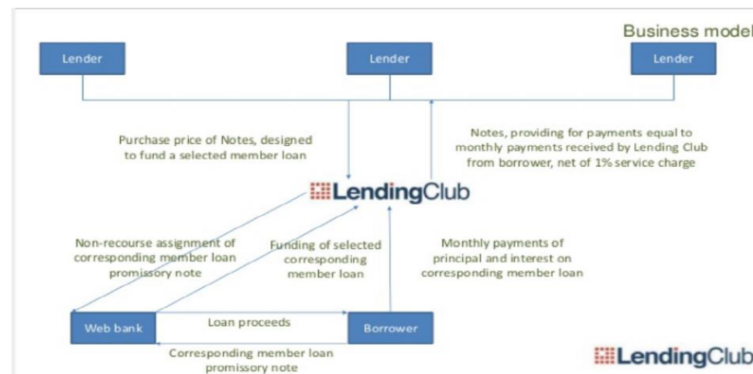 Business model
Lender
Lender
Lender
Purchase price of Notes, designed
to fund a selected member loan
Notes, providing for payments equal to
monthly payments received by Lending Club
from borrower, net of 1% service charge
LendingClub
Non-recourse assignment of
corresponding member loan
promissory note
Funding of selected
corresponding
member loan
Monthly payments of
principal and interest on
corresponding member loan
Web bank
Loan proceeds
Borrower
Corresponding member loan
promissory note
LendingClub